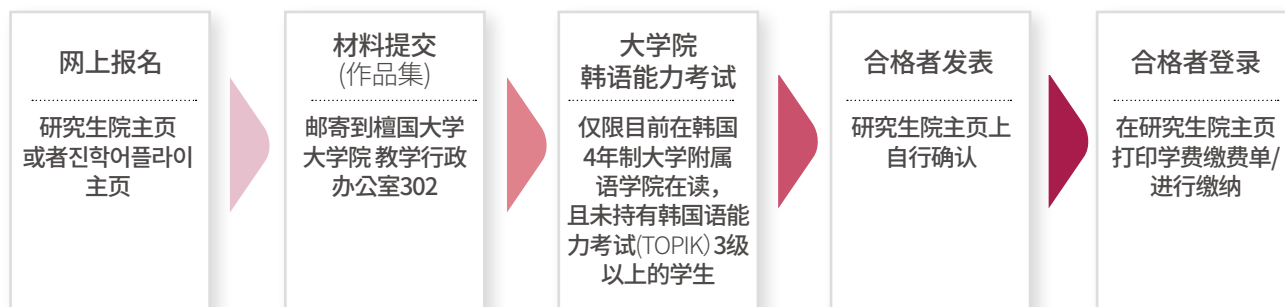 网上报名
研究生院主页
或者진학어플라이
主页
材料提交
(作品集)
邮寄到檀国大学
大学院 教学行政
办公室302
大学院
韩语能力考试
仅限目前在韩国
4年制大学附属
语学院在读，
且未持有韩国语能
力考试(TOPIK) 3级
以上的学生
合格者发表
研究生院主页上
自行确认
合格者登录
在研究生院主页
打印学费缴费单/
进行缴纳